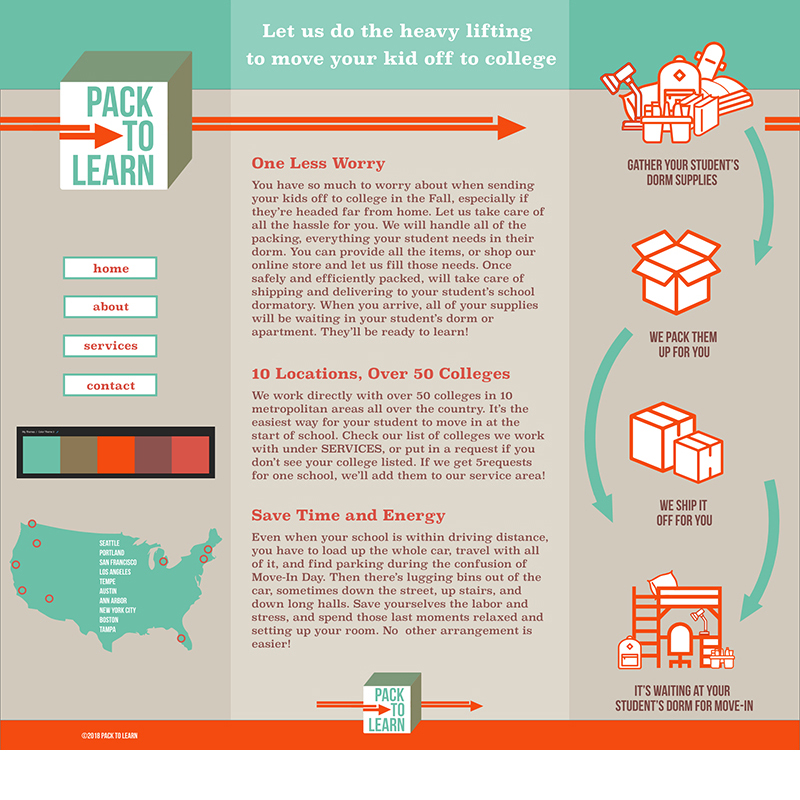 Let us do the heavy lifting
to move your kid off to college
PACK
TO
LEARN
home
about
services
contact
SEATTLE
PORTLAND
SAN FRANCISCO
LOS ANGELES
TEMPE
AUSTIN
ANN ARBOR
NEW YORK CITY
BOSTON
TAMPA
One Less Worry
You have so much to worry about when sending
your kids off to college in the Fall, especially if
they're headed far from home. Let us take care of
all the hassle for you. We will handle all of the
packing, everything your student needs in their
dorm. You can provide all the items, or shop our
online store and let us fill those needs. Once
safely and efficiently packed, will take care of
shipping and delivering to your student's school
dormatory. When you arrive, all of your supplies
will be waiting in your student's dorm or
apartment. They'll be ready to learn!
10 Locations, Over 50 Colleges
We work directly with over 50 colleges in 10
metropolitan areas all over the country. It's the
easiest way for your student to move in at the
start of school. Check our list of colleges we work
with under SERVICES, or put in a request if you
don't see your college listed. If we get 5requests
for one school, we'll add them to our service area!
Save Time and Energy
Even when your school is within driving distance,
you have to load up the whole car, travel with all
of it, and find parking during the confusion of
Move-In Day. Then there's lugging bins out of the
car, sometimes down the street, up stairs, and
down long halls. Save yourselves the labor and
stress, and spend those last moments relaxed and
setting up your room. No other arrangement is
easier!
PACK
TO
LEARN
GATHER YOUR STUDENT'S
DORM SUPPLIES
WE PACK THEM
UP FOR YOU
WE SHIP IT
OFF FOR YOU
IT'S WAITING AT YOUR
STUDENT'S DORM FOR MOVE-IN
©2018 PACK TO LEARN